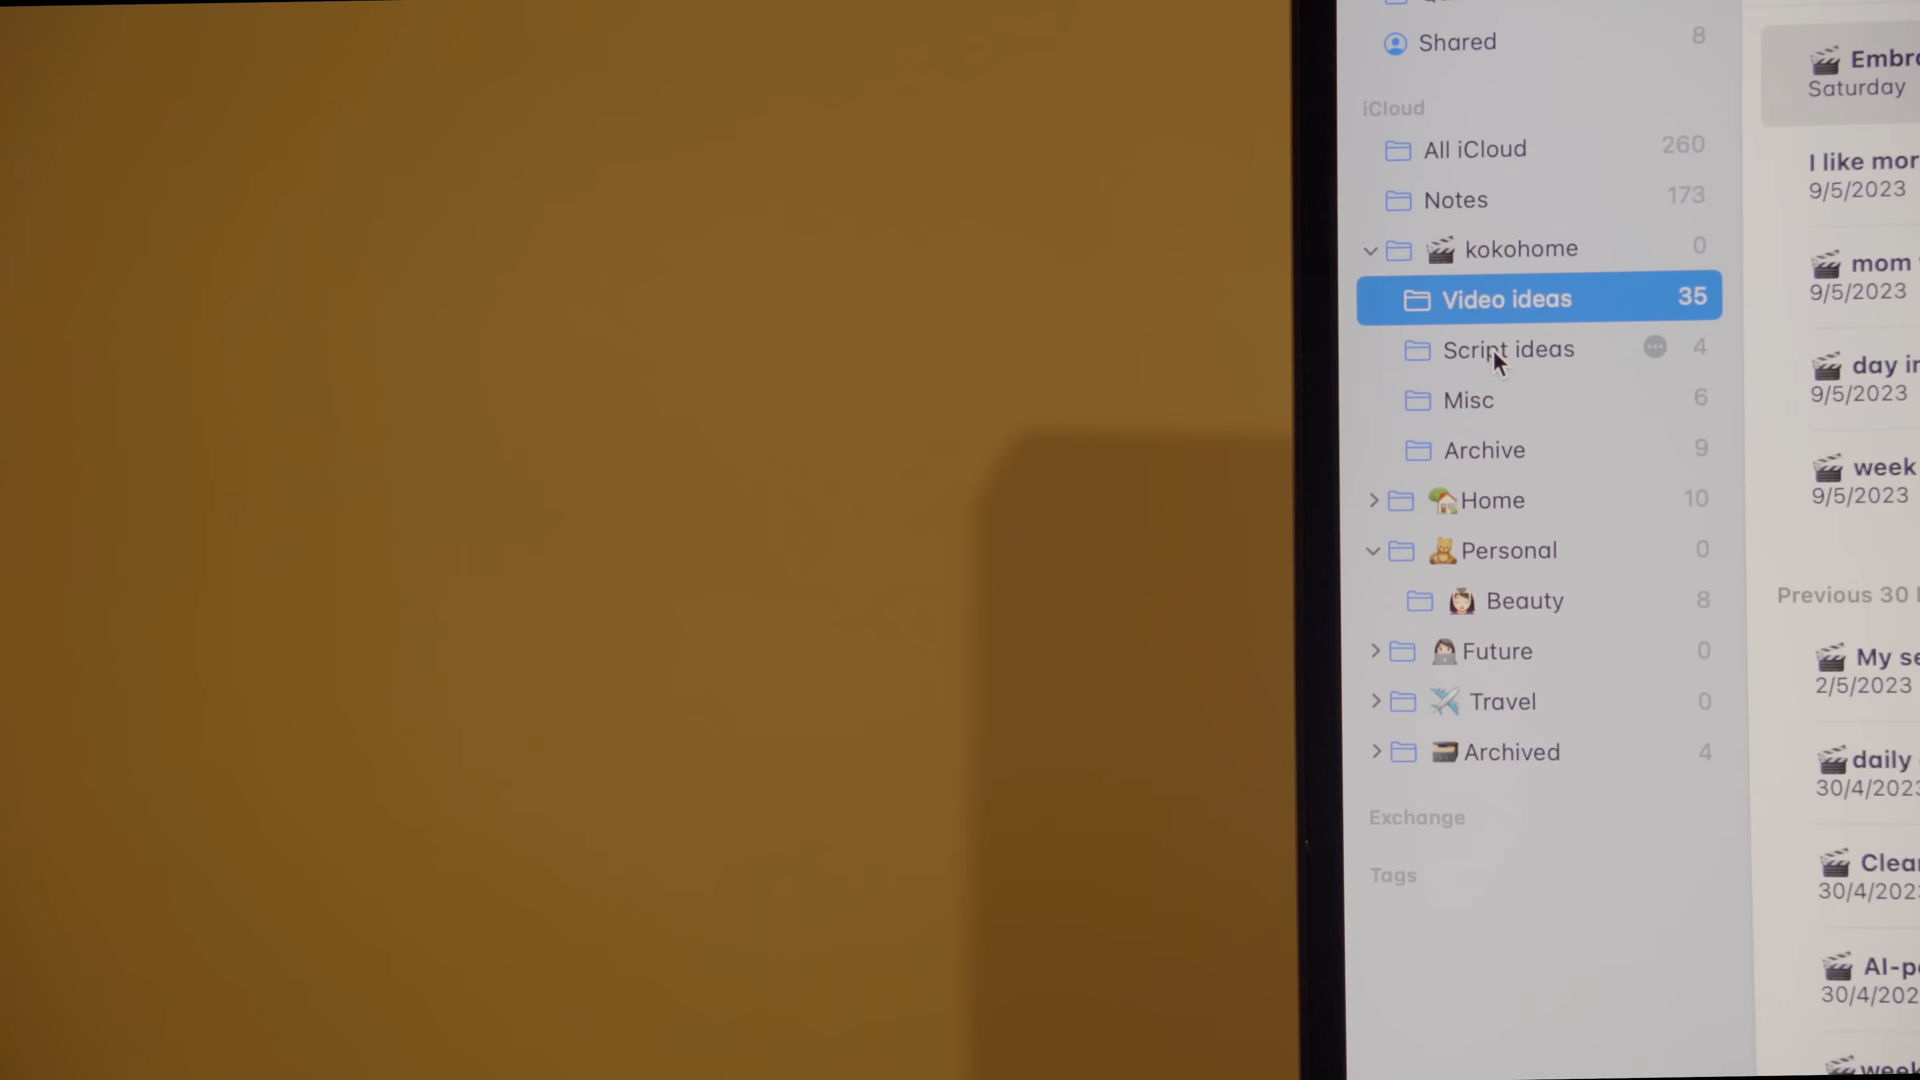 Shared 8
iCloud
All iCloud 260
Notes 173
kokohome 0
Video ideas 35
Script ideas 4
Misc 6
Archive 9
Home 10
Personal 0
Beauty 8
Future 0
Travel 0
Archived 4
Exchange
Tags
Saturday
I like
9/5/2023
mom
9/5/2023
day
9/5/2023
week
9/5/2023
Previous 30
My
2/5/2023
daily
30/4/2023